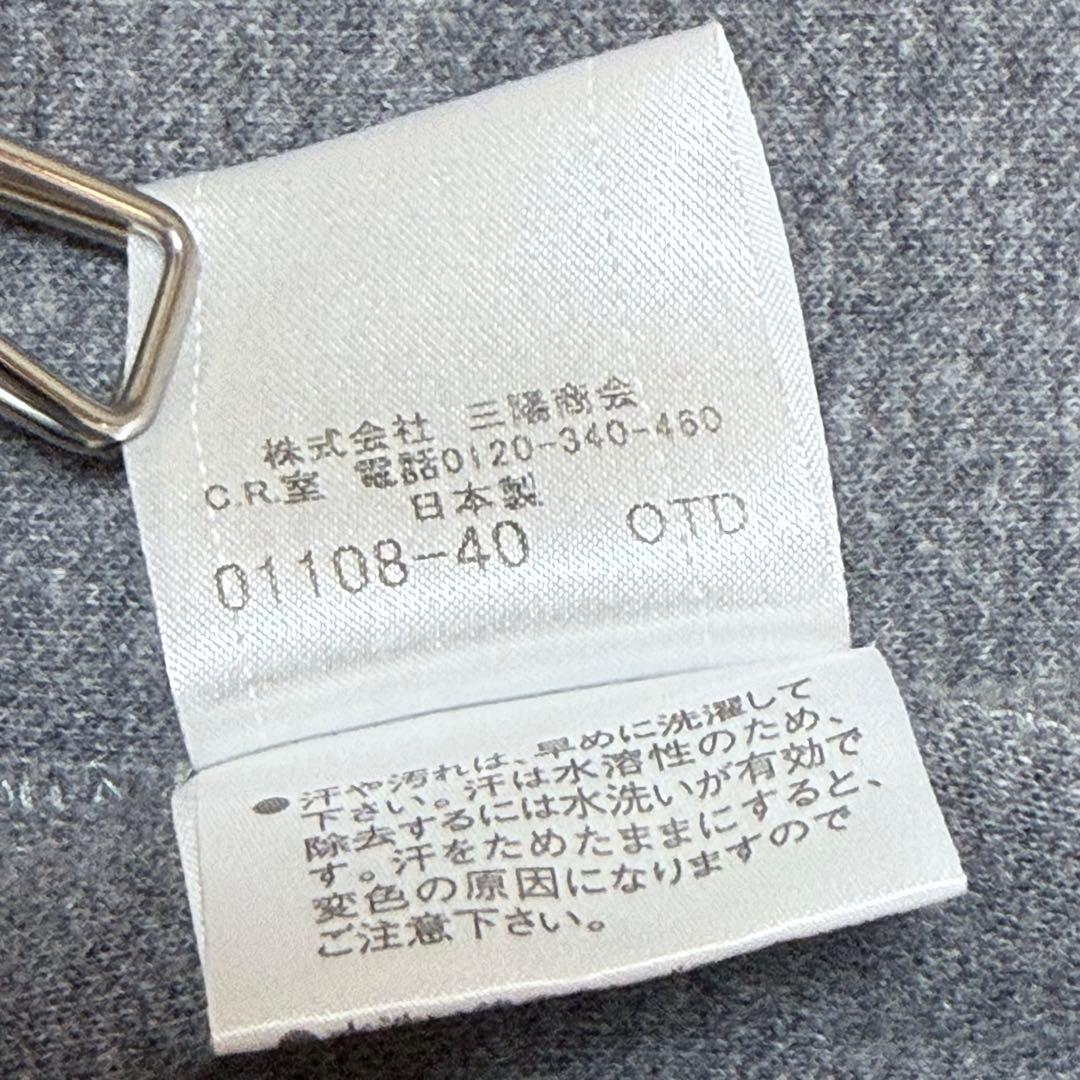 株式会社 三陽商会
C.R.室 電話0120-340-460
日本製
01108-40 OTD
●汗や汚れは、早めに洗濯して
下さい。汗は水溶性のため、
除去するには水洗いが有効で
す。汗をためたままにすると、
変色の原因になりますので
ご注意下さい。